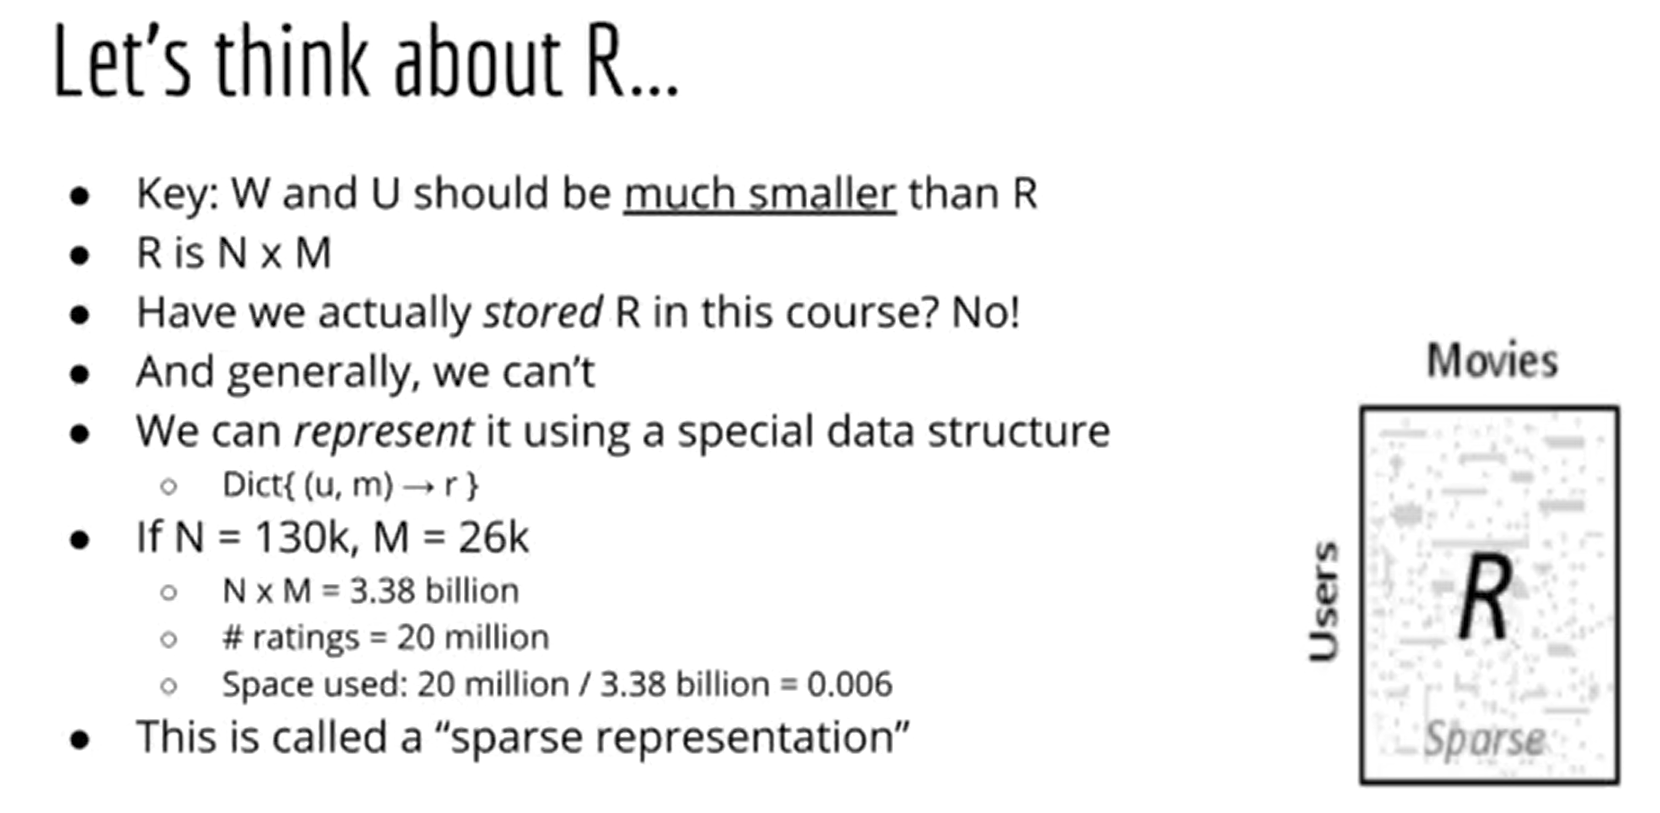 Let's think about R...
● Key: W and U should be much smaller than R
● R is N x M
● Have we actually stored R in this course? No!
● And generally, we can't
● We can represent it using a special data structure
○ Dict{ (u, m) → r }
● If N = 130k, M = 26k
○ N x M = 3.38 billion
○ # ratings = 20 million
○ Space used: 20 million / 3.38 billion = 0.006
● This is called a “sparse representation”
Movies
Users
R
Sparse